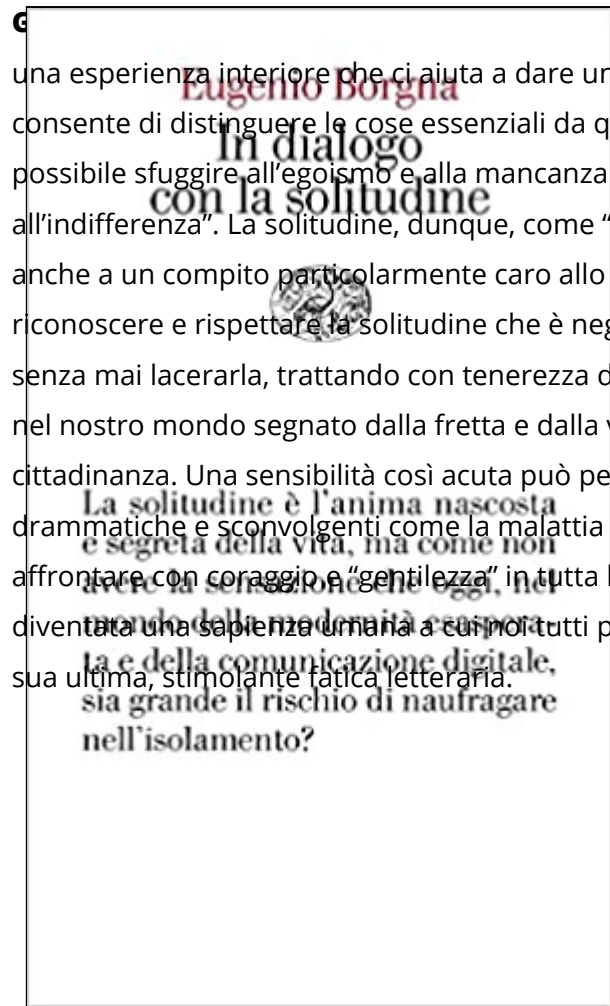 Eugenio Borgna
In dialogo
con la solitudine
La solitudine è l'anima nascosta
e segreta della vita, ma come non
avere la sensazione che oggi, nel
mondo della modernità esaspera-
ta e della comunicazione digitale,
sia grande il rischio di naufragare
nell'isolamento?
una esperienza interiore che ci aiuta a dare un
consente di distinguere le cose essenziali da q
possibile sfuggire all'egoismo e alla mancanza
all'indifferenza”. La solitudine, dunque, come “
anche a un compito particolarmente caro allo
riconoscere e rispettare la solitudine che è neg
senza mai lacerarla, trattando con tenerezza d
nel nostro mondo segnato dalla fretta e dalla v
cittadinanza. Una sensibilità così acuta può pe
drammatiche e sconvolgenti come la malattia
affrontare con coraggio e “gentilezza” in tutta l
diventata una sapienza umana a cui noi tutti p
sua ultima, stimolante fatica letteraria.